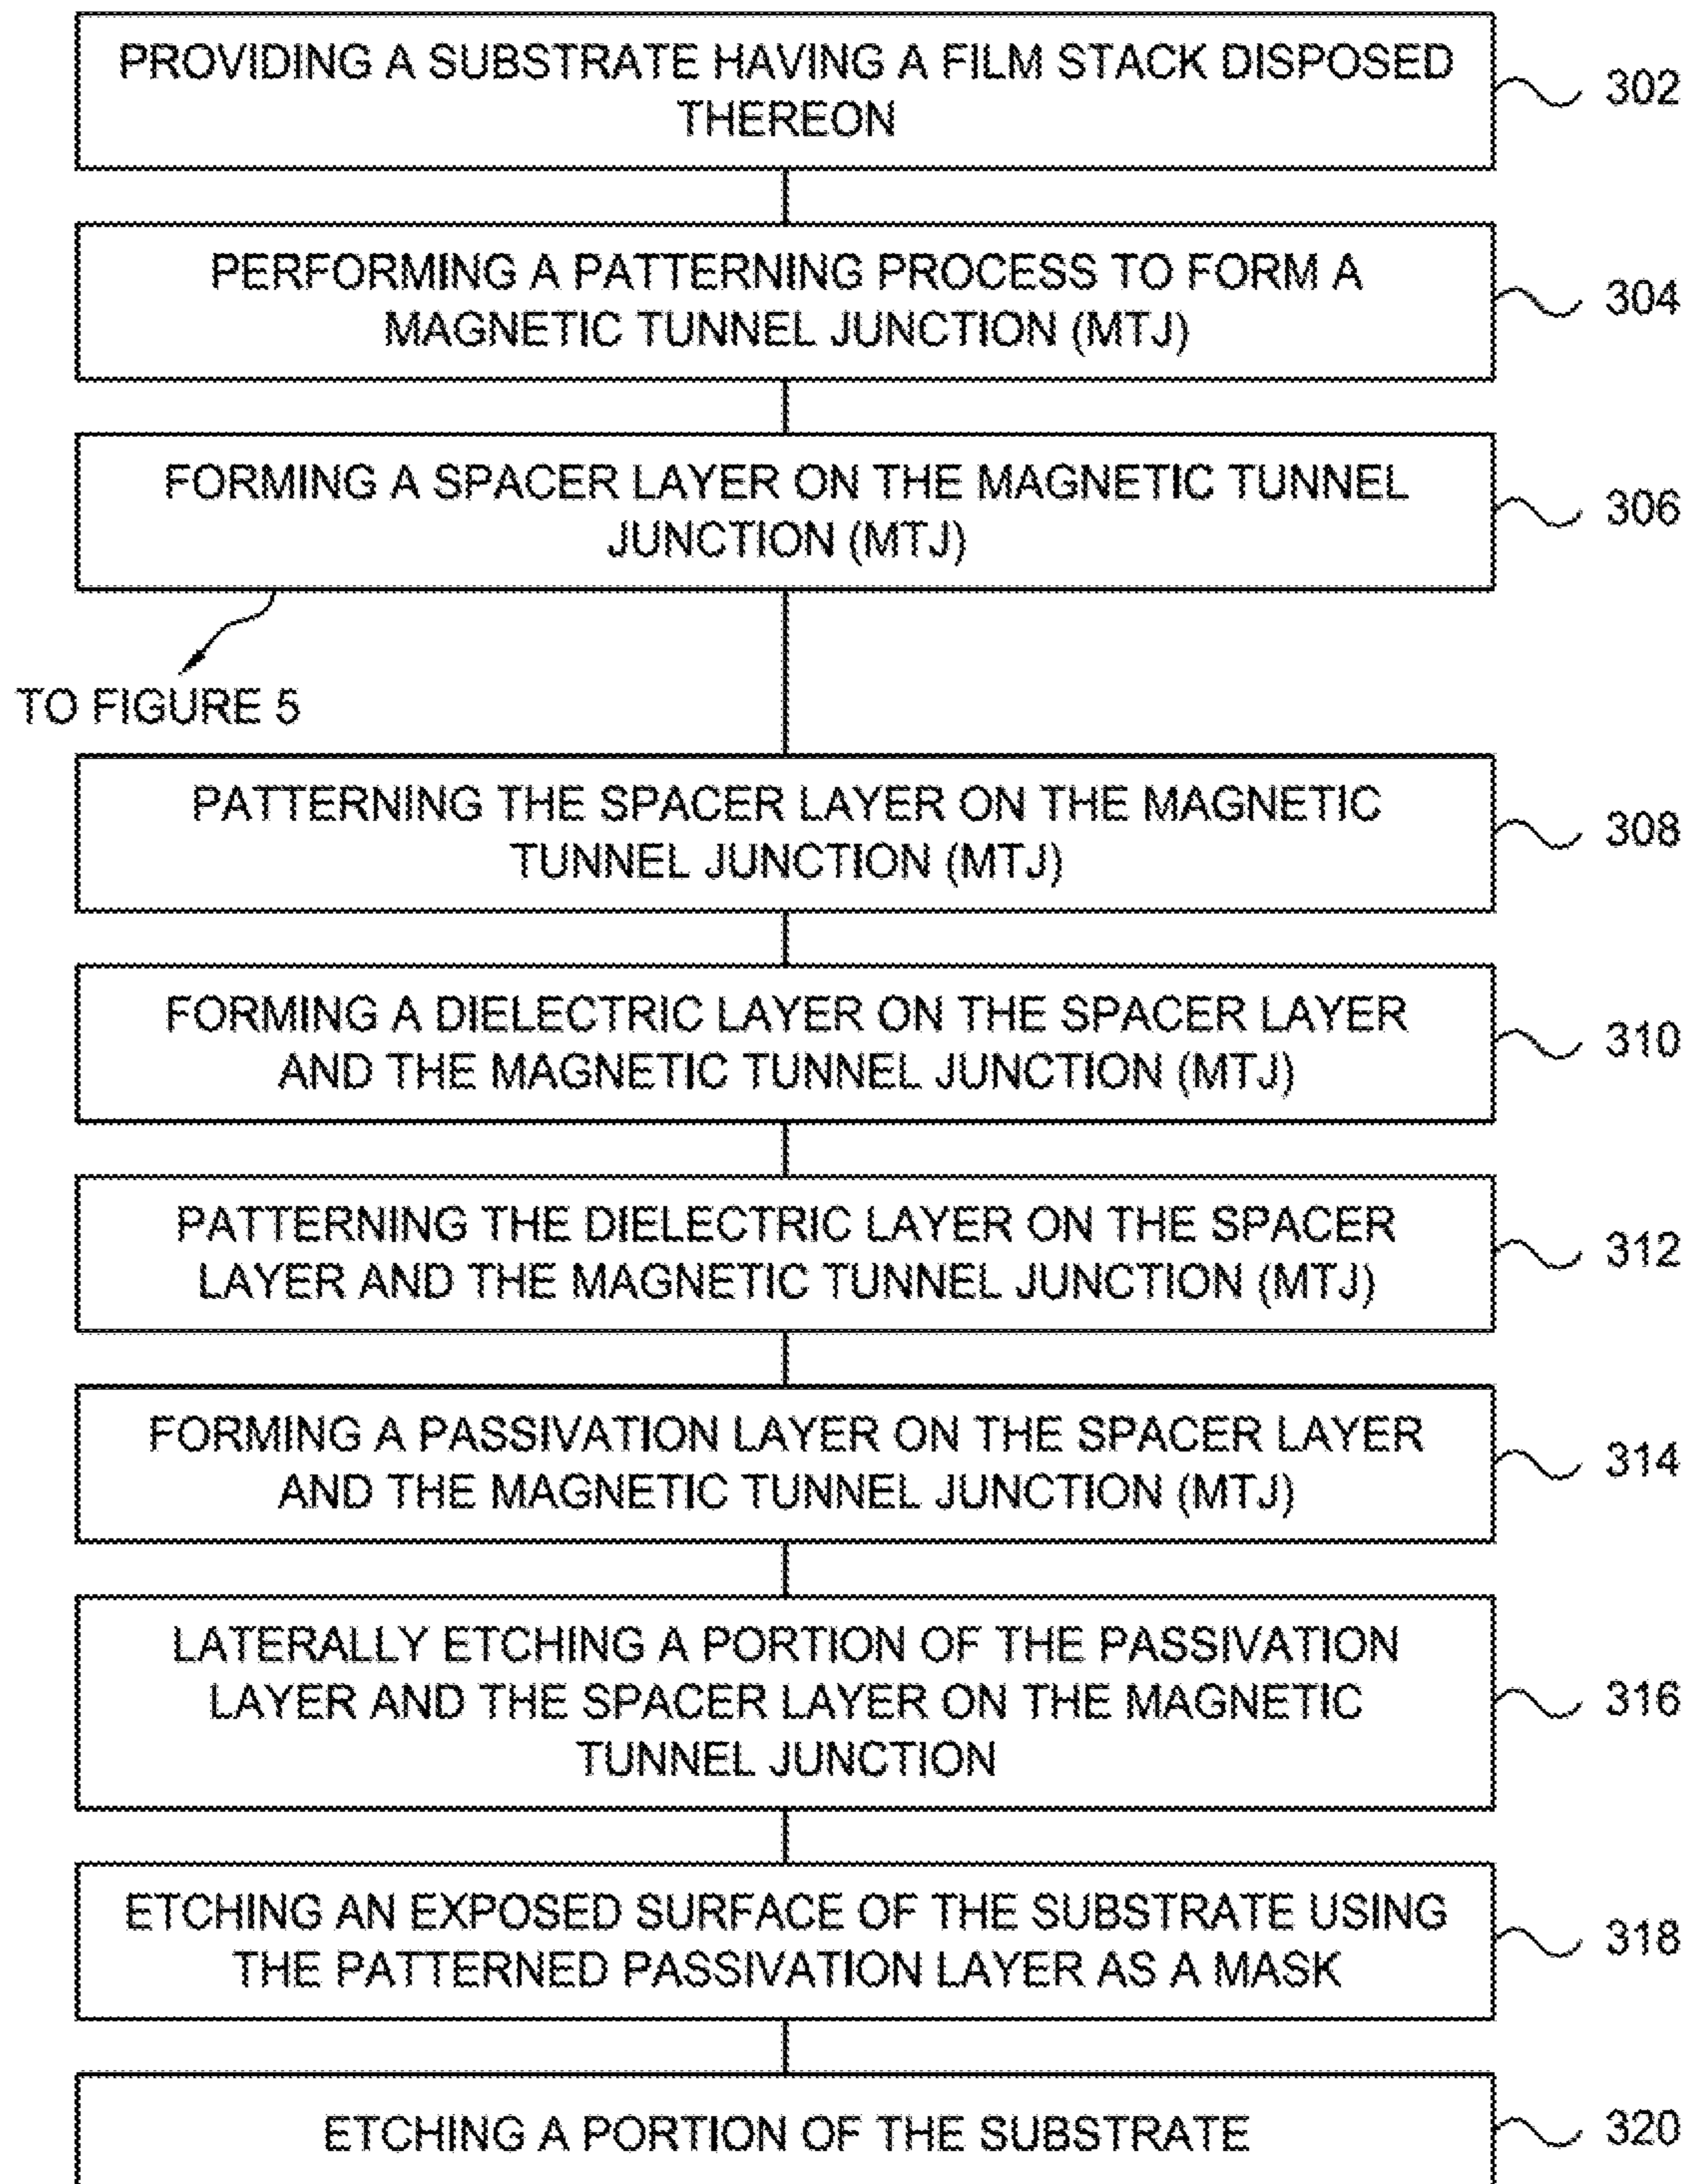 PROVIDING A SUBSTRATE HAVING A FILM STACK DISPOSED
THEREON
302
PERFORMING A PATTERNING PROCESS TO FORM A
MAGNETIC TUNNEL JUNCTION (MTJ)
304
FORMING A SPACER LAYER ON THE MAGNETIC TUNNEL
JUNCTION (MTJ)
306
TO FIGURE 5
PATTERNING THE SPACER LAYER ON THE MAGNETIC
TUNNEL JUNCTION (MTJ)
308
FORMING A DIELECTRIC LAYER ON THE SPACER LAYER
AND THE MAGNETIC TUNNEL JUNCTION (MTJ)
310
PATTERNING THE DIELECTRIC LAYER ON THE SPACER
LAYER AND THE MAGNETIC TUNNEL JUNCTION (MTJ)
312
FORMING A PASSIVATION LAYER ON THE SPACER LAYER
AND THE MAGNETIC TUNNEL JUNCTION (MTJ)
314
LATERALLY ETCHING A PORTION OF THE PASSIVATION
LAYER AND THE SPACER LAYER ON THE MAGNETIC
TUNNEL JUNCTION
316
ETCHING AN EXPOSED SURFACE OF THE SUBSTRATE USING
THE PATTERNED PASSIVATION LAYER AS A MASK
318
ETCHING A PORTION OF THE SUBSTRATE
320